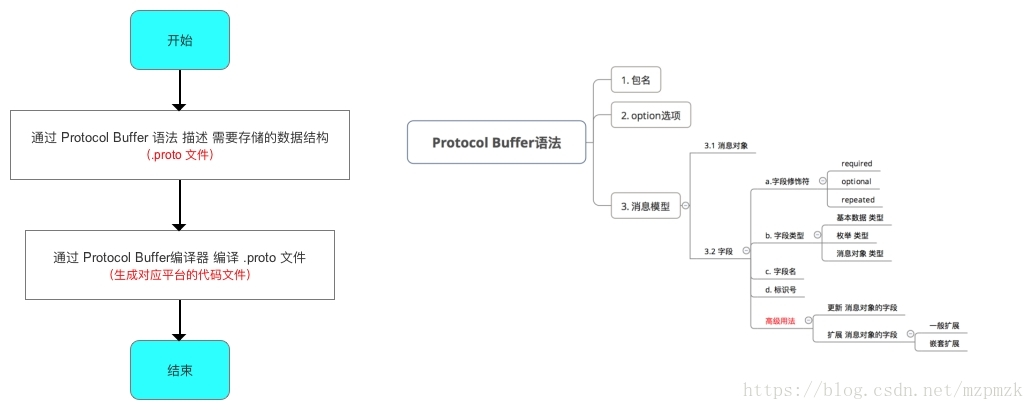 开始
通过 Protocol Buffer 语法 描述 需要存储的数据结构
（.proto 文件）
通过 Protocol Buffer编译器 编译 .proto 文件
（生成对应平台的代码文件）
结束
Protocol Buffer语法
1. 包名
2. option选项
3. 消息模型
3.1 消息对象
3.2 字段
a.字段修饰符
required
optional
repeated
b. 字段类型
基本数据 类型
枚举 类型
消息对象 类型
c. 字段名
d. 标识号
高级用法
更新 消息对象的字段
扩展 消息对象的字段
一般扩展
嵌套扩展
https://blog.csdn.net/mzpmzk